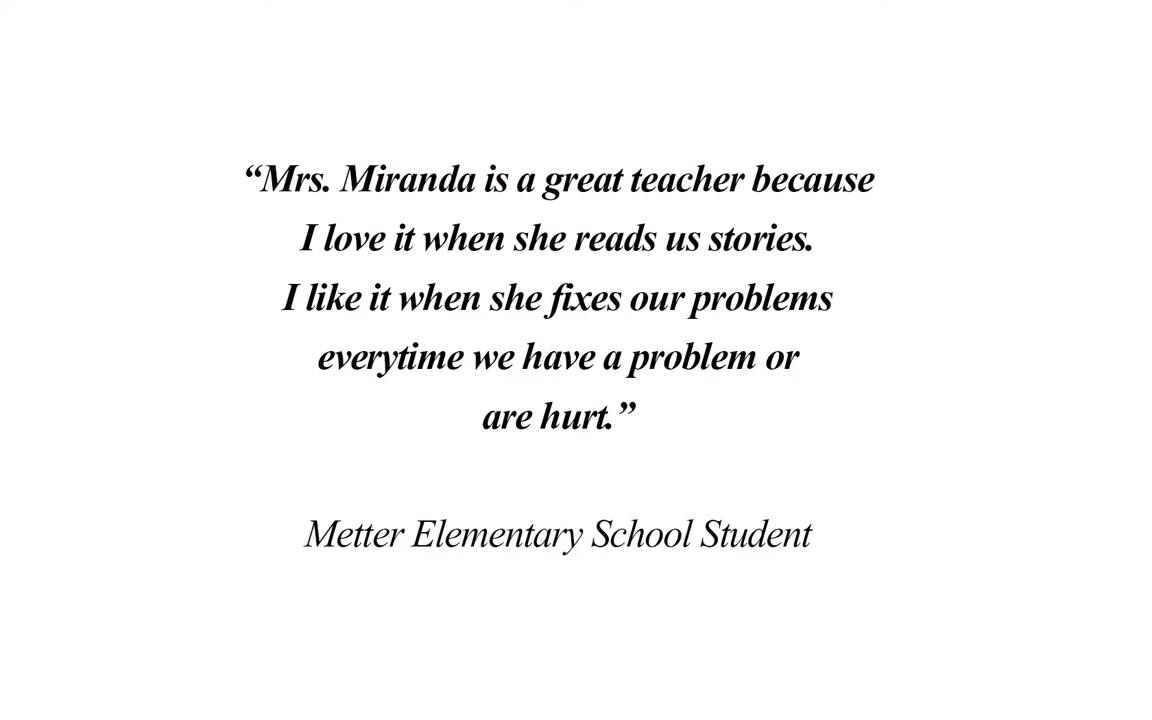 “Mrs. Miranda is a great teacher because
I love it when she reads us stories.
I like it when she fixes our problems
everytime we have a problem or
are hurt.”
Metter Elementary School Student